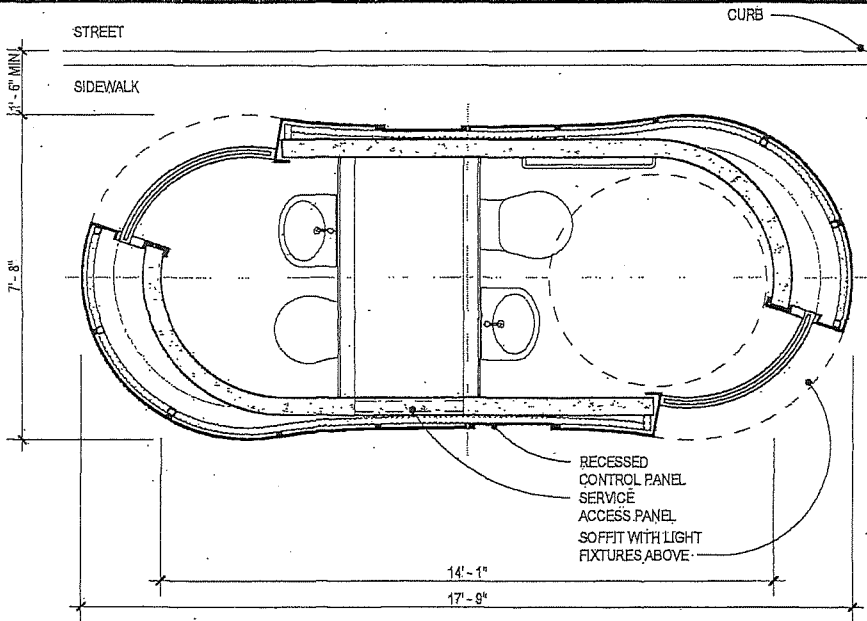 CURB
STREET
1'- 6" MIN
SIDEWALK
7'- 8"
RECESSED
CONTROL PANEL
SERVICE
ACCESS PANEL
SOFFIT WITH LIGHT
FIXTURES ABOVE
14'- 1"
17'- 9"